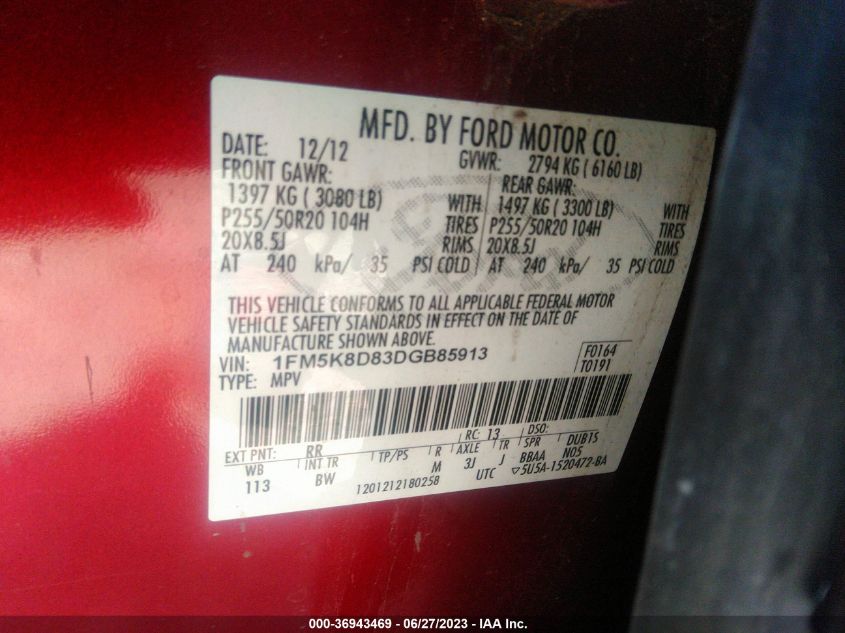 MFD. BY FORD MOTOR CO.
DATE: 12/12 GVWR: 2794 KG ( 6160 LB)
FRONT GAWR: REAR GAWR:
1397 KG ( 3080 LB) WITH 1497 KG ( 3300 LB) WITH
P255/50R20 104H TIRES P255/50R20 104H TIRES
20X8.5J RIMS 20X8.5J RIMS
AT 240 kPa/ 35 PSI COLD AT 240 kPa/ 35 PSI COLD
THIS VEHICLE CONFORMS TO ALL APPLICABLE FEDERAL MOTOR
VEHICLE SAFETY STANDARDS IN EFFECT ON THE DATE OF
MANUFACTURE SHOWN ABOVE.
VIN: 1FM5K8D83DGB85913 F0164
TYPE: MPV T0191
RC: 13 DSO:
EXT PNT: RR DUB1S
WB INT TR TP/PS R AXLE TR SPR N05
113 BW M 3J J BBAA
1201212180258 UTC ▽5U5A-1520472-BA
000-36943469 - 06/27/2023 - IAA Inc.